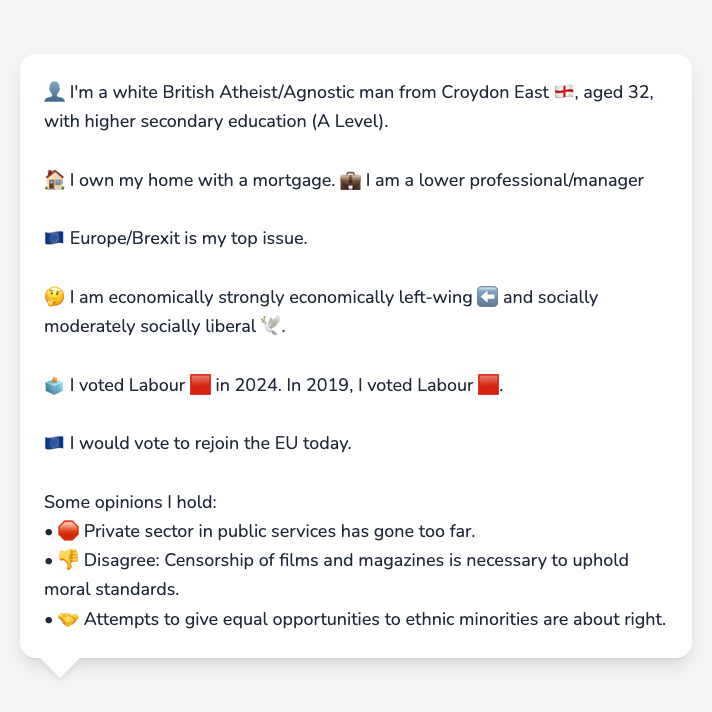 👤 I'm a white British Atheist/Agnostic man from Croydon East 🏴󠁧󠁢󠁥󠁮󠁧󠁿, aged 32,
with higher secondary education (A Level).
🏠 I own my home with a mortgage. 💼 I am a lower professional/manager
🇪🇺 Europe/Brexit is my top issue.
🤔 I am economically strongly economically left-wing ⬅️ and socially
moderately socially liberal 🕊️.
🗳️ I voted Labour 🟥 in 2024. In 2019, I voted Labour 🟥.
🇪🇺 I would vote to rejoin the EU today.
Some opinions I hold:
• 🛑 Private sector in public services has gone too far.
• 👎 Disagree: Censorship of films and magazines is necessary to uphold
moral standards.
• 🤝 Attempts to give equal opportunities to ethnic minorities are about right.